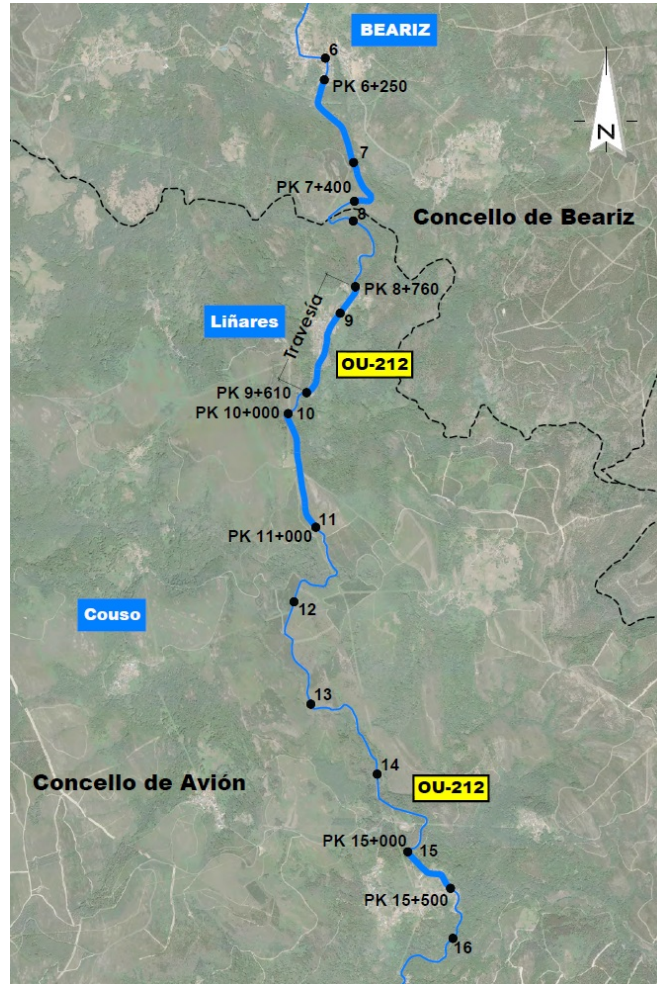 BEARIZ
6
PK 6+250
N
7
PK 7+400
Concello de Beariz
8
PK 8+760
Liñares
9
Travesía
OU-212
PK 9+610
PK 10+000
10
11
PK 11+000
12
Couso
13
14
Concello de Avión
OU-212
PK 15+000
15
PK 15+500
16